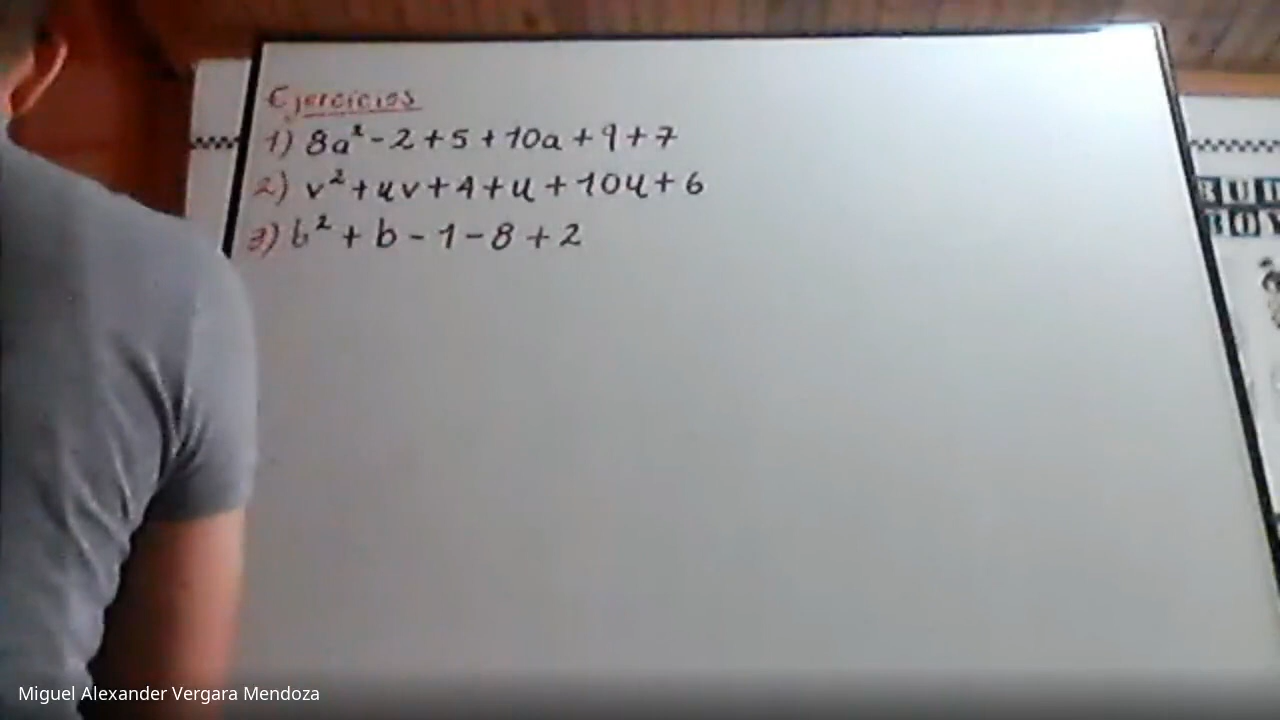 Ejercicios
1) 8a² - 2 + 5 + 10a + 9 + 7
2) v² + uv + 4 + u + 10u + 6
3) b² + b - 1 - 8 + 2
Miguel Alexander Vergara Mendoza